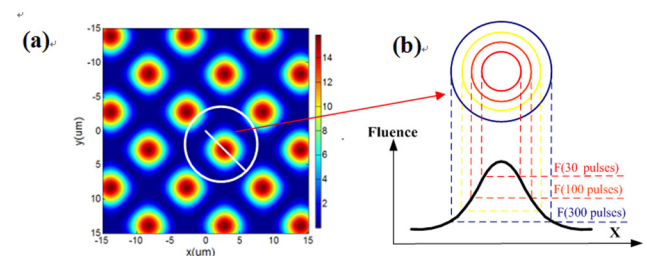 (a)
-15
-10
-5
0
5
10
15
y(um)
-15 -10 -5 0 5 10 15
x(um)
14
12
10
8
6
4
2
(b)
Fluence
F(30 pulses)
F(100 pulses)
F(300 pulses)
X